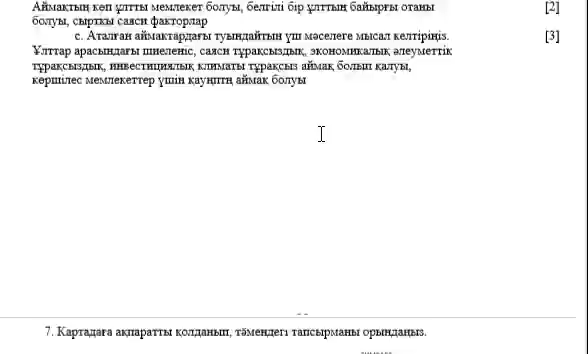 Аймақтың көп ұлтты мемлекет болуы, белгілі бір ұлттың байырғы отаны [2]
болуы, сыртқы саяси факторлар
с. Аталған аймақтардағы туындайтын үш мәселеге мысал келтіріңіз. [3]
Ұлттар арасындағы шиеленіс, саяси тұрақсыздық, экономикалық әлеуметтік
тұрақсыздық, инвестициялық климаты тұрақсыз аймақ болып қалуы,
көршілес мемлекеттер үшін қауіпті аймақ болуы
7. Картадаға ақпаратты қолданып, төмендегі тапсырманы орындаңыз.